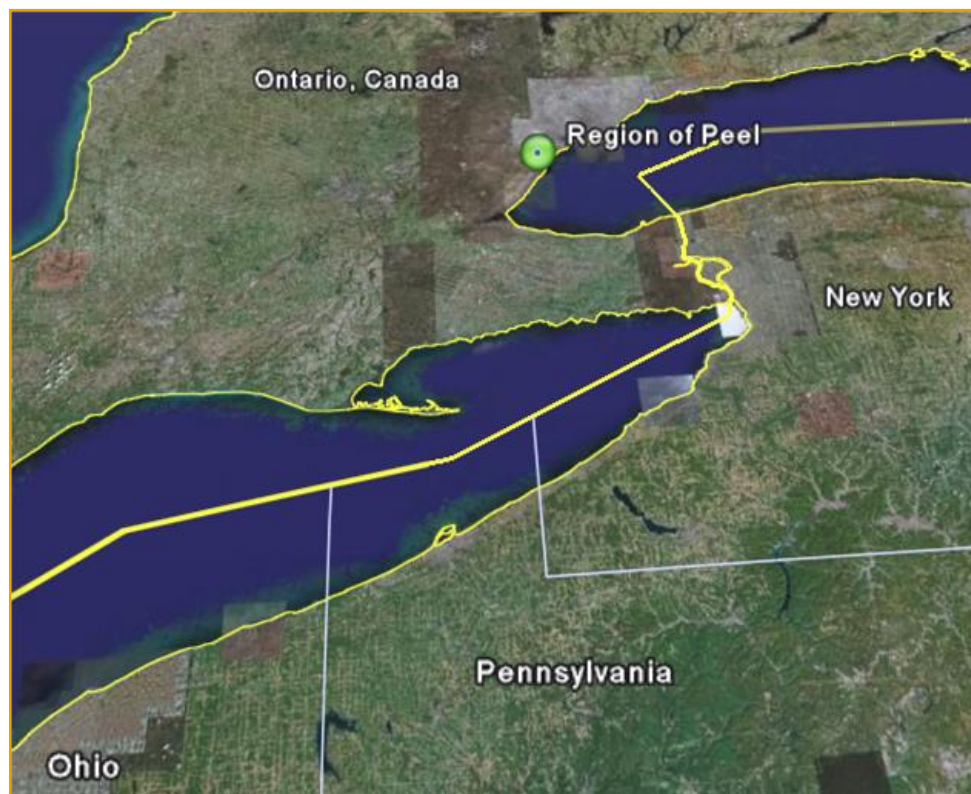 Ontario, Canada
Region of Peel
New York
Pennsylvania
Ohio